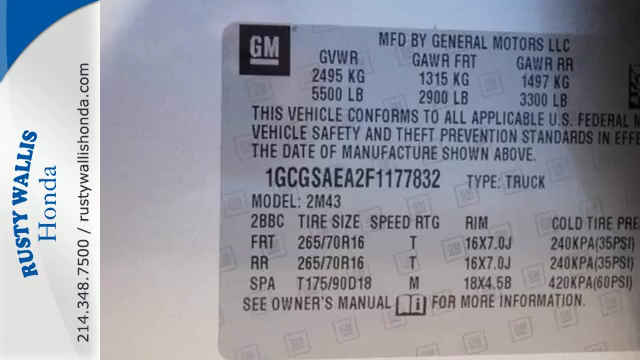 RUSTY WALLIS
Honda
214.348.7500 / rustywallishonda.com
GM
MFD BY GENERAL MOTORS LLC
GVWR GAWR FRT GAWR RR
2495 KG 1315 KG 1497 KG
5500 LB 2900 LB 3300 LB
THIS VEHICLE CONFORMS TO ALL APPLICABLE U.S. FEDERAL M
VEHICLE SAFETY AND THEFT PREVENTION STANDARDS IN EFFE
THE DATE OF MANUFACTURE SHOWN ABOVE.
1GCGSAEA2F1177832 TYPE: TRUCK
MODEL: 2M43
2BBC TIRE SIZE SPEED RTG RIM COLD TIRE PRE
FRT 265/70R16 T 16X7.0J 240KPA(35PSI)
RR 265/70R16 T 16X7.0J 240KPA(35PSI)
SPA T175/90D18 M 18X4.5B 420KPA(60PSI)
SEE OWNER'S MANUAL FOR MORE INFORMATION.